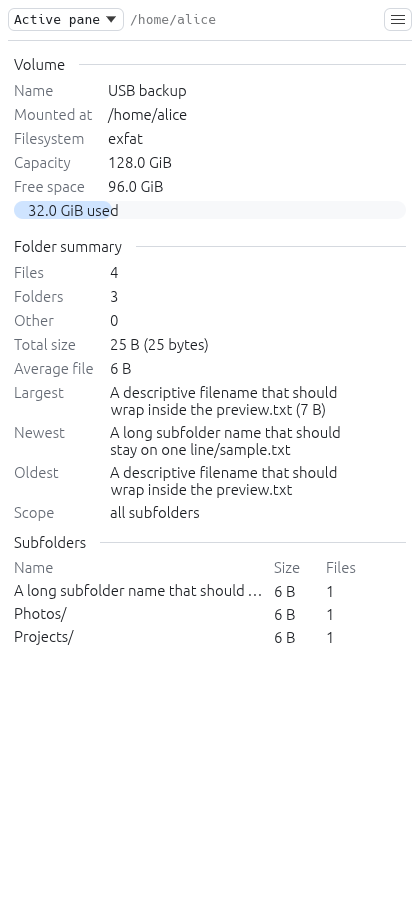 Active pane /home/alice
Volume
Name USB backup
Mounted at /home/alice
Filesystem exfat
Capacity 128.0 GiB
Free space 96.0 GiB
32.0 GiB used
Folder summary
Files 4
Folders 3
Other 0
Total size 25 B (25 bytes)
Average file 6 B
Largest A descriptive filename that should
wrap inside the preview.txt (7 B)
Newest A long subfolder name that should
stay on one line/sample.txt
Oldest A descriptive filename that should
wrap inside the preview.txt
Scope all subfolders
Subfolders
Name Size Files
A long subfolder name that should … 6 B 1
Photos/ 6 B 1
Projects/ 6 B 1